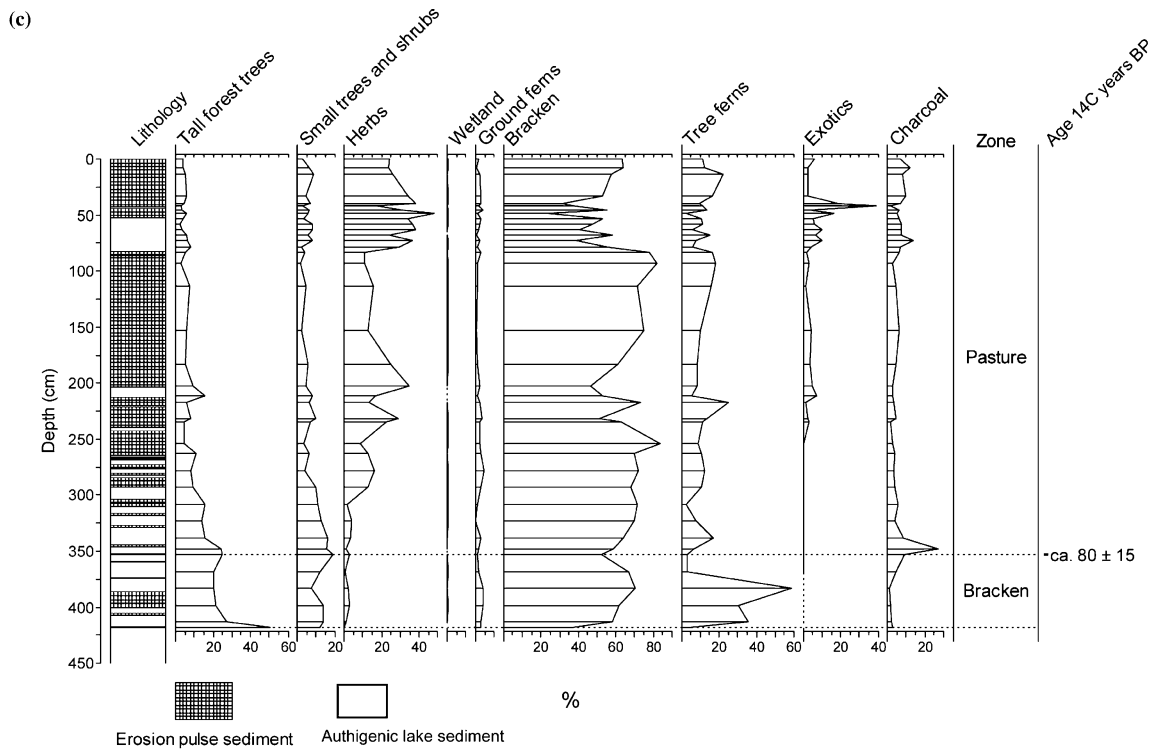 (c)
Lithology
Tall forest trees
Small trees and shrubs
Herbs
Wetland
Ground ferns
Bracken
Tree ferns
Exotics
Charcoal
Zone
Age 14C years BP
Depth (cm)
0
50
100
150
200
250
300
350
400
450
Pasture
Bracken
ca. 80 ± 15
20 40 60 20 20 40 20 40 60 80 20 40 60 20 40 20
%
Erosion pulse sediment
Authigenic lake sediment